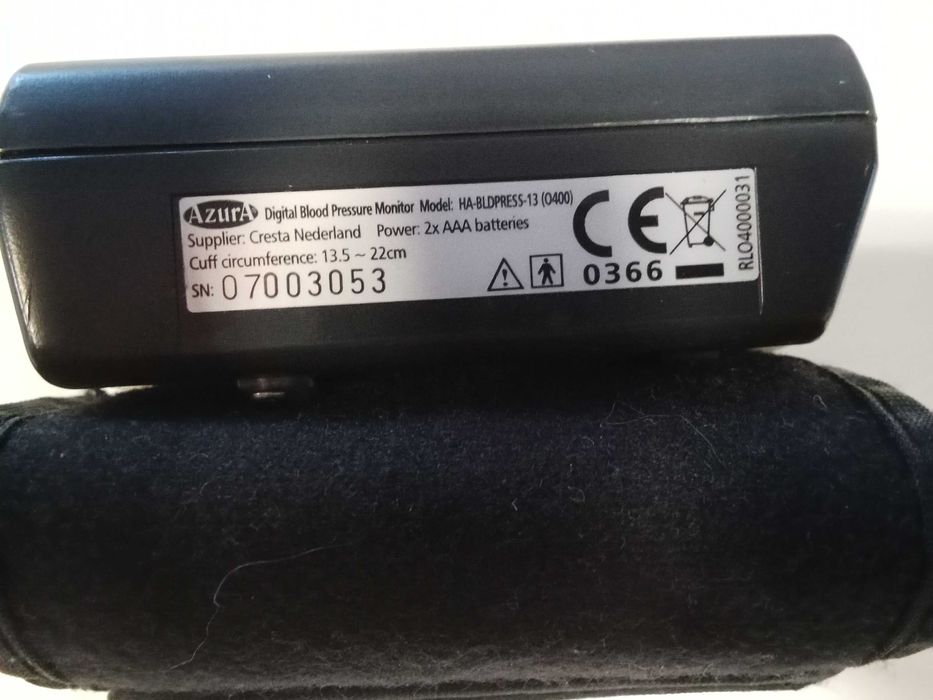 AzurA Digital Blood Pressure Monitor Model: HA-BLDPRESS-13 (O400)
Supplier: Cresta Nederland Power: 2x AAA batteries
Cuff circumference: 13.5 ~ 22cm
SN: 07003053
CE
0366
RLO4000031